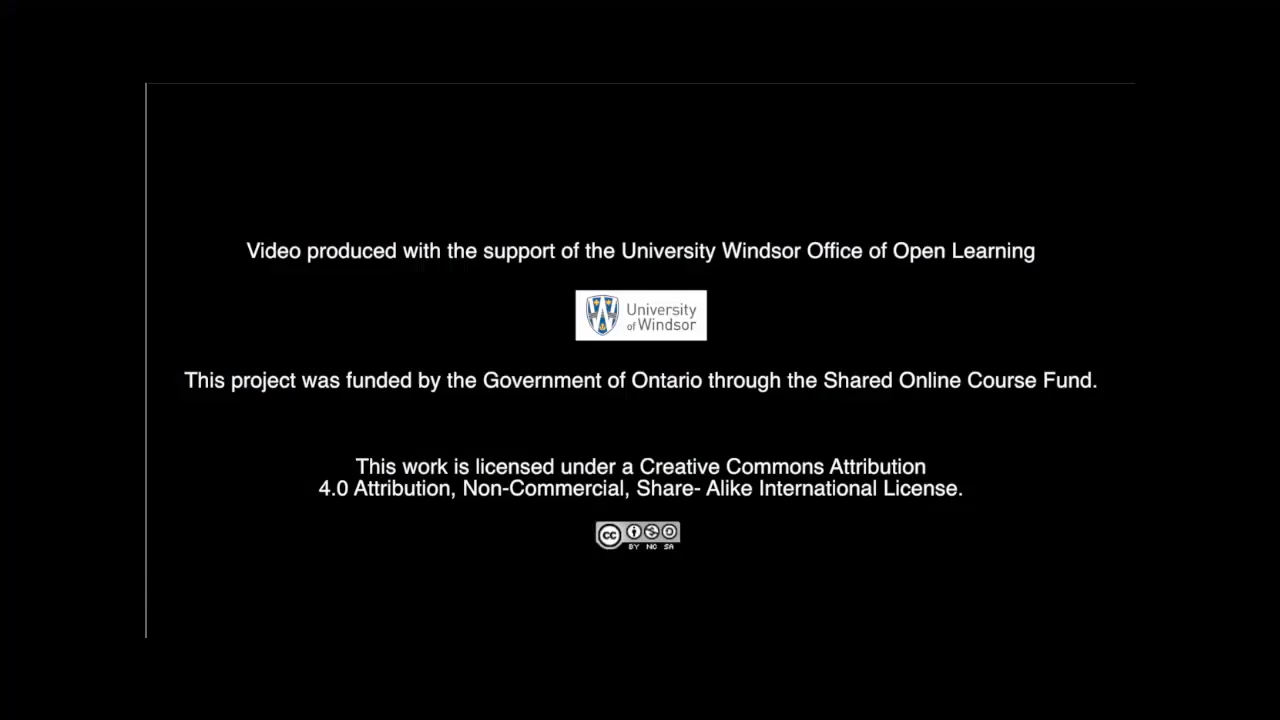 Video produced with the support of the University Windsor Office of Open Learning
University
of Windsor
This project was funded by the Government of Ontario through the Shared Online Course Fund.
This work is licensed under a Creative Commons Attribution
4.0 Attribution, Non-Commercial, Share- Alike International License.
cc
BY NC SA